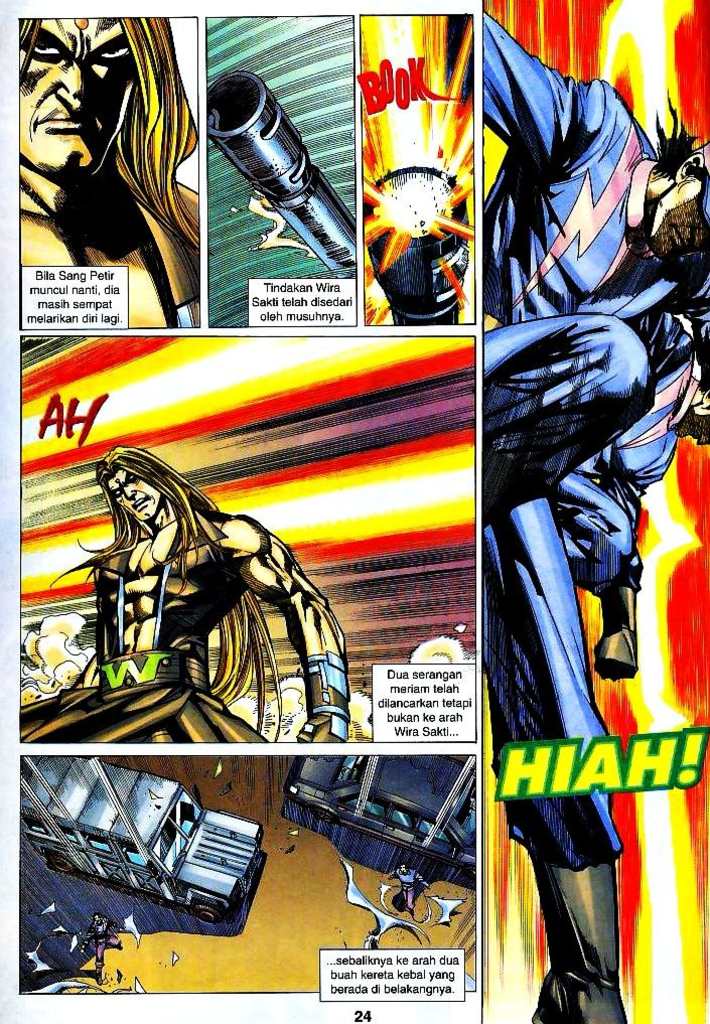 Bila Sang Petir
muncul nanti, dia
masih sempat
melarikan diri lagi.
Tindakan Wira
Sakti telah disedari
oleh musuhnya.
BOOK
AH
W
Dua serangan
meriam telah
dilancarkan tetapi
bukan ke arah
Wira Sakti...
...sebaliknya ke arah dua
buah kereta kebal yang
berada di belakangnya.
HIAH!
24